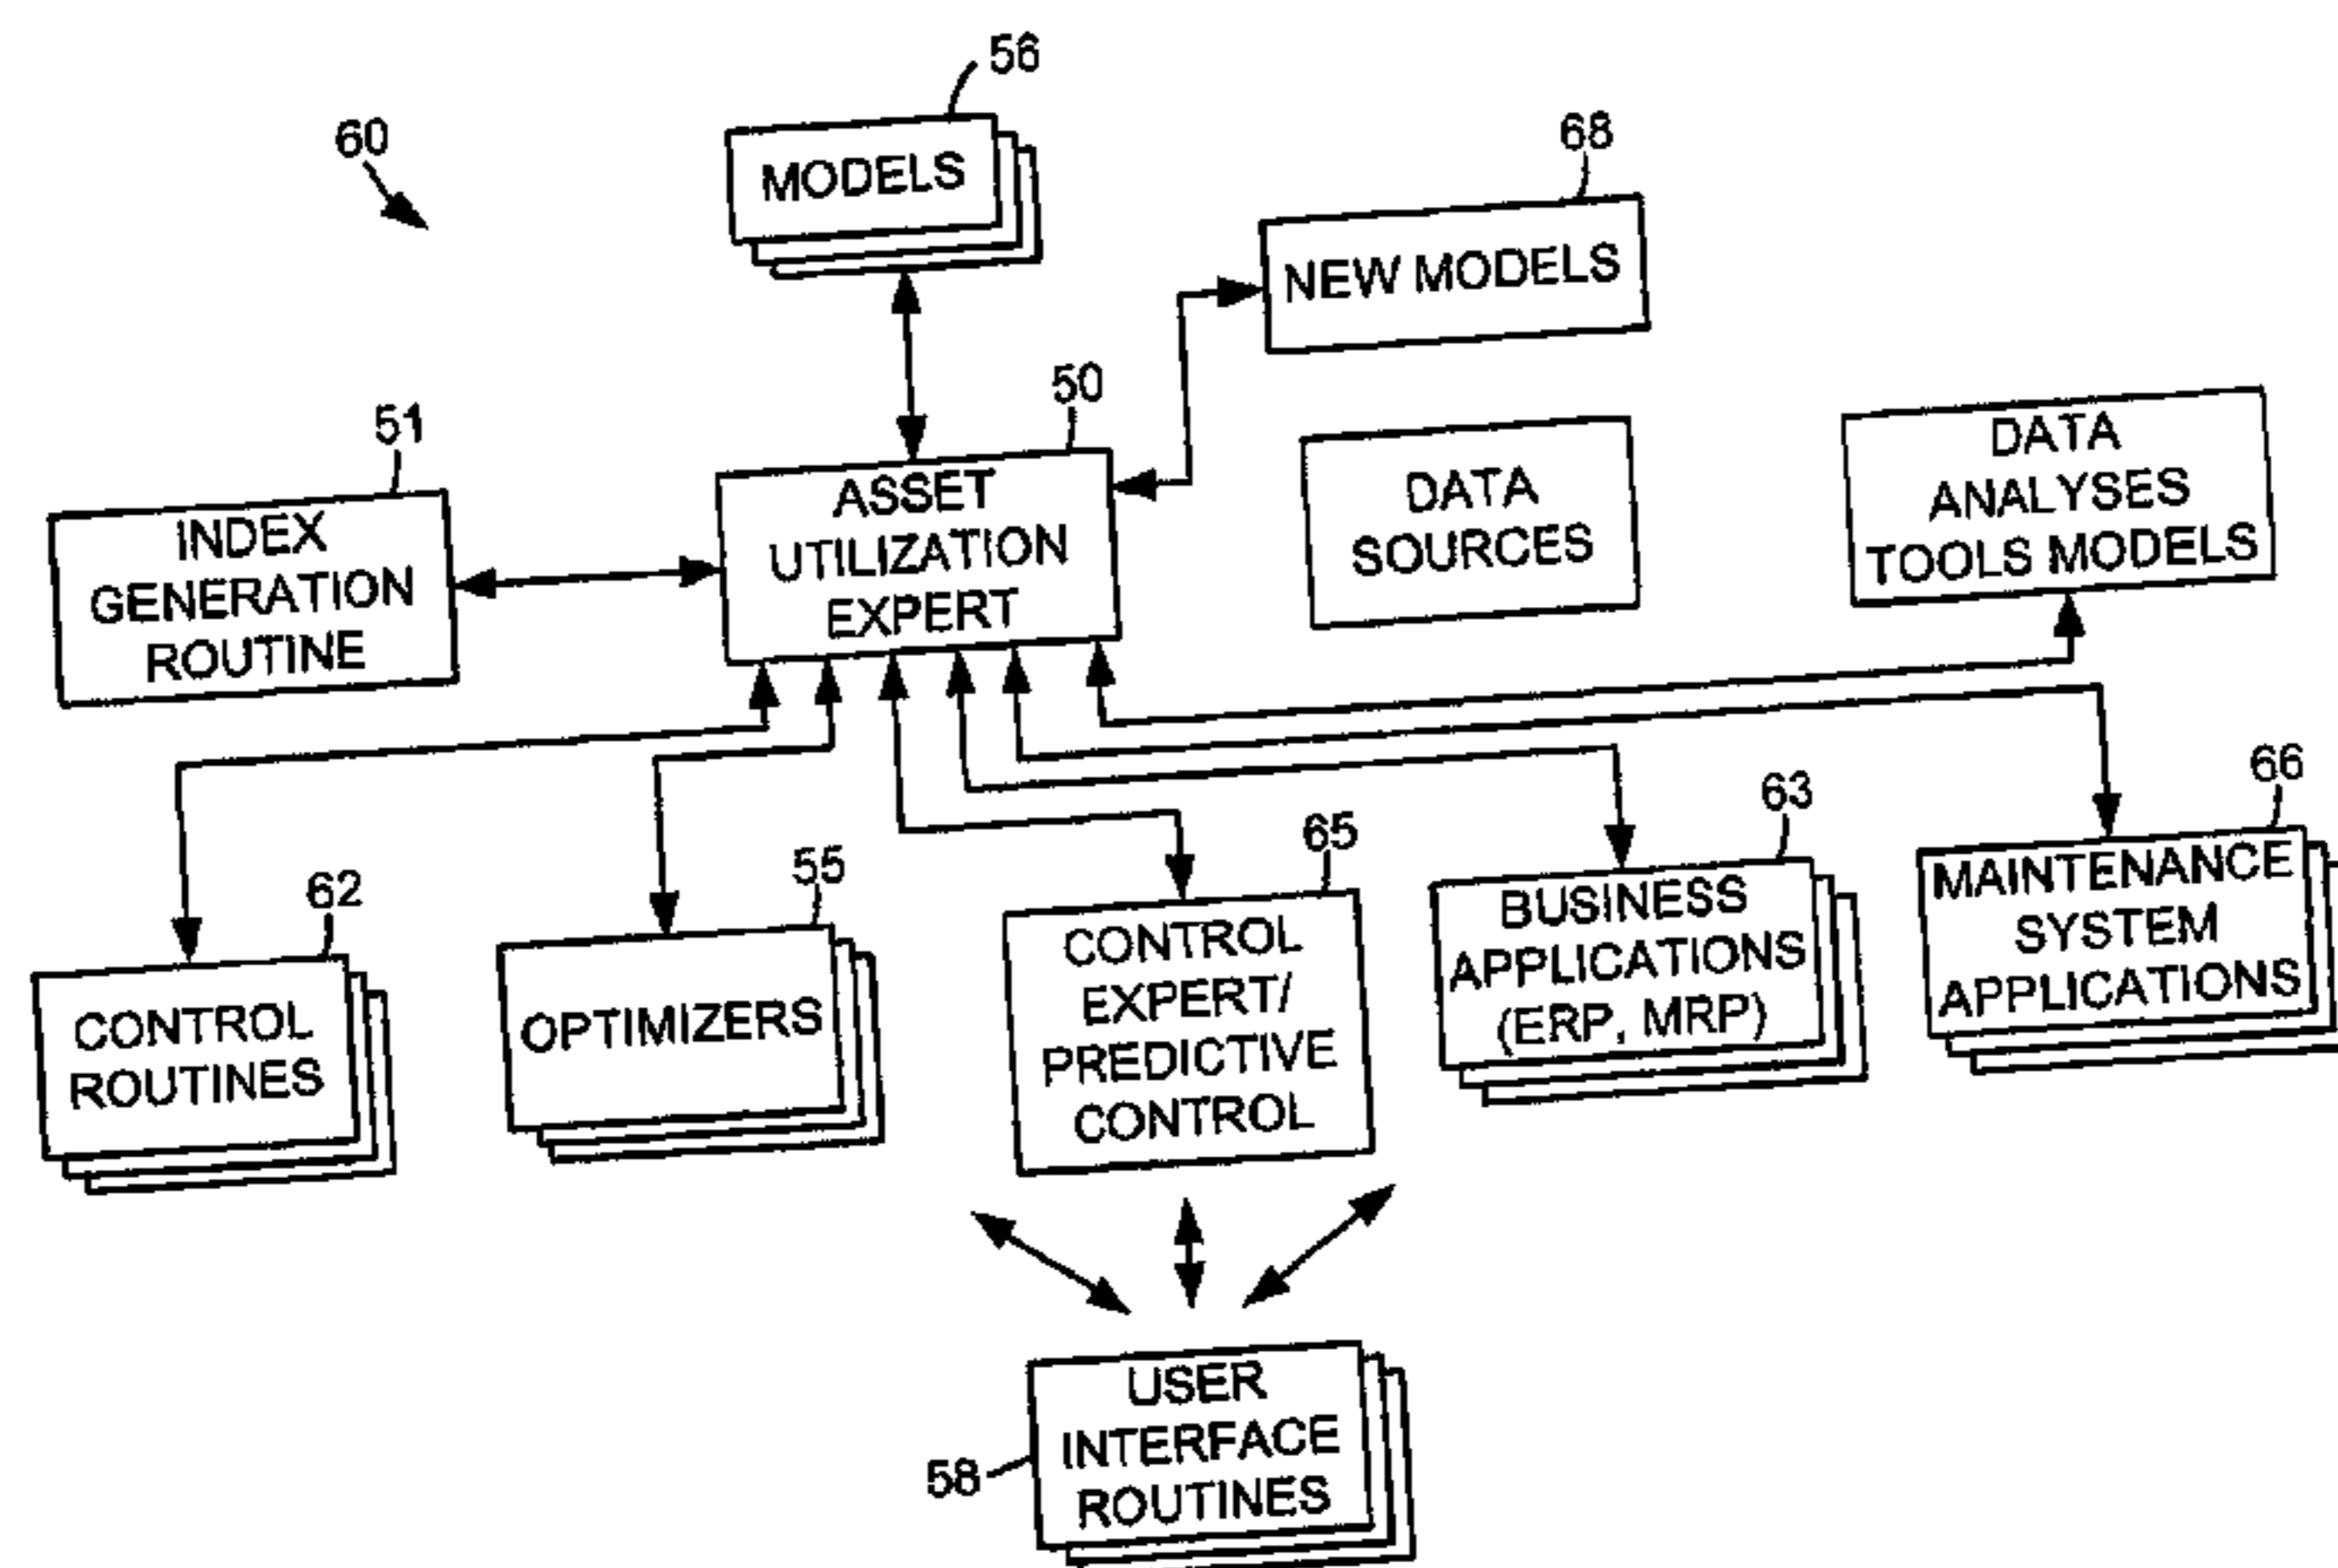 56
60
MODELS
68
NEW MODELS
50
51
ASSET
UTILIZATION
EXPERT
INDEX
GENERATION
ROUTINE
DATA
SOURCES
DATA
ANALYSES
TOOLS MODELS
62
CONTROL
ROUTINES
55
OPTIMIZERS
65
CONTROL
EXPERT/
PREDICTIVE
CONTROL
63
BUSINESS
APPLICATIONS
(ERP, MRP)
66
MAINTENANCE
SYSTEM
APPLICATIONS
58
USER
INTERFACE
ROUTINES